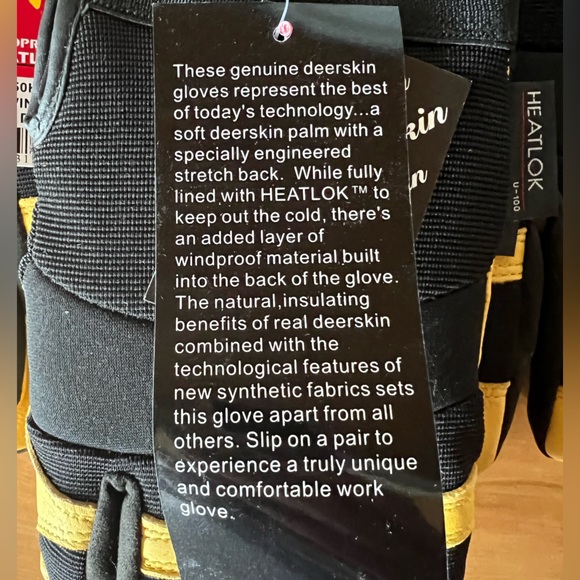 These genuine deerskin
gloves represent the best
of today's technology...a
soft deerskin palm with a
specially engineered
stretch back. While fully
lined with HEATLOK™ to
keep out the cold, there's
an added layer of
windproof material built
into the back of the glove.
The natural,insulating
benefits of real deerskin
combined with the
technological features of
new synthetic fabrics sets
this glove apart from all
others. Slip on a pair to
experience a truly unique
and comfortable work
glove.
kin
HEATLOK
U-100